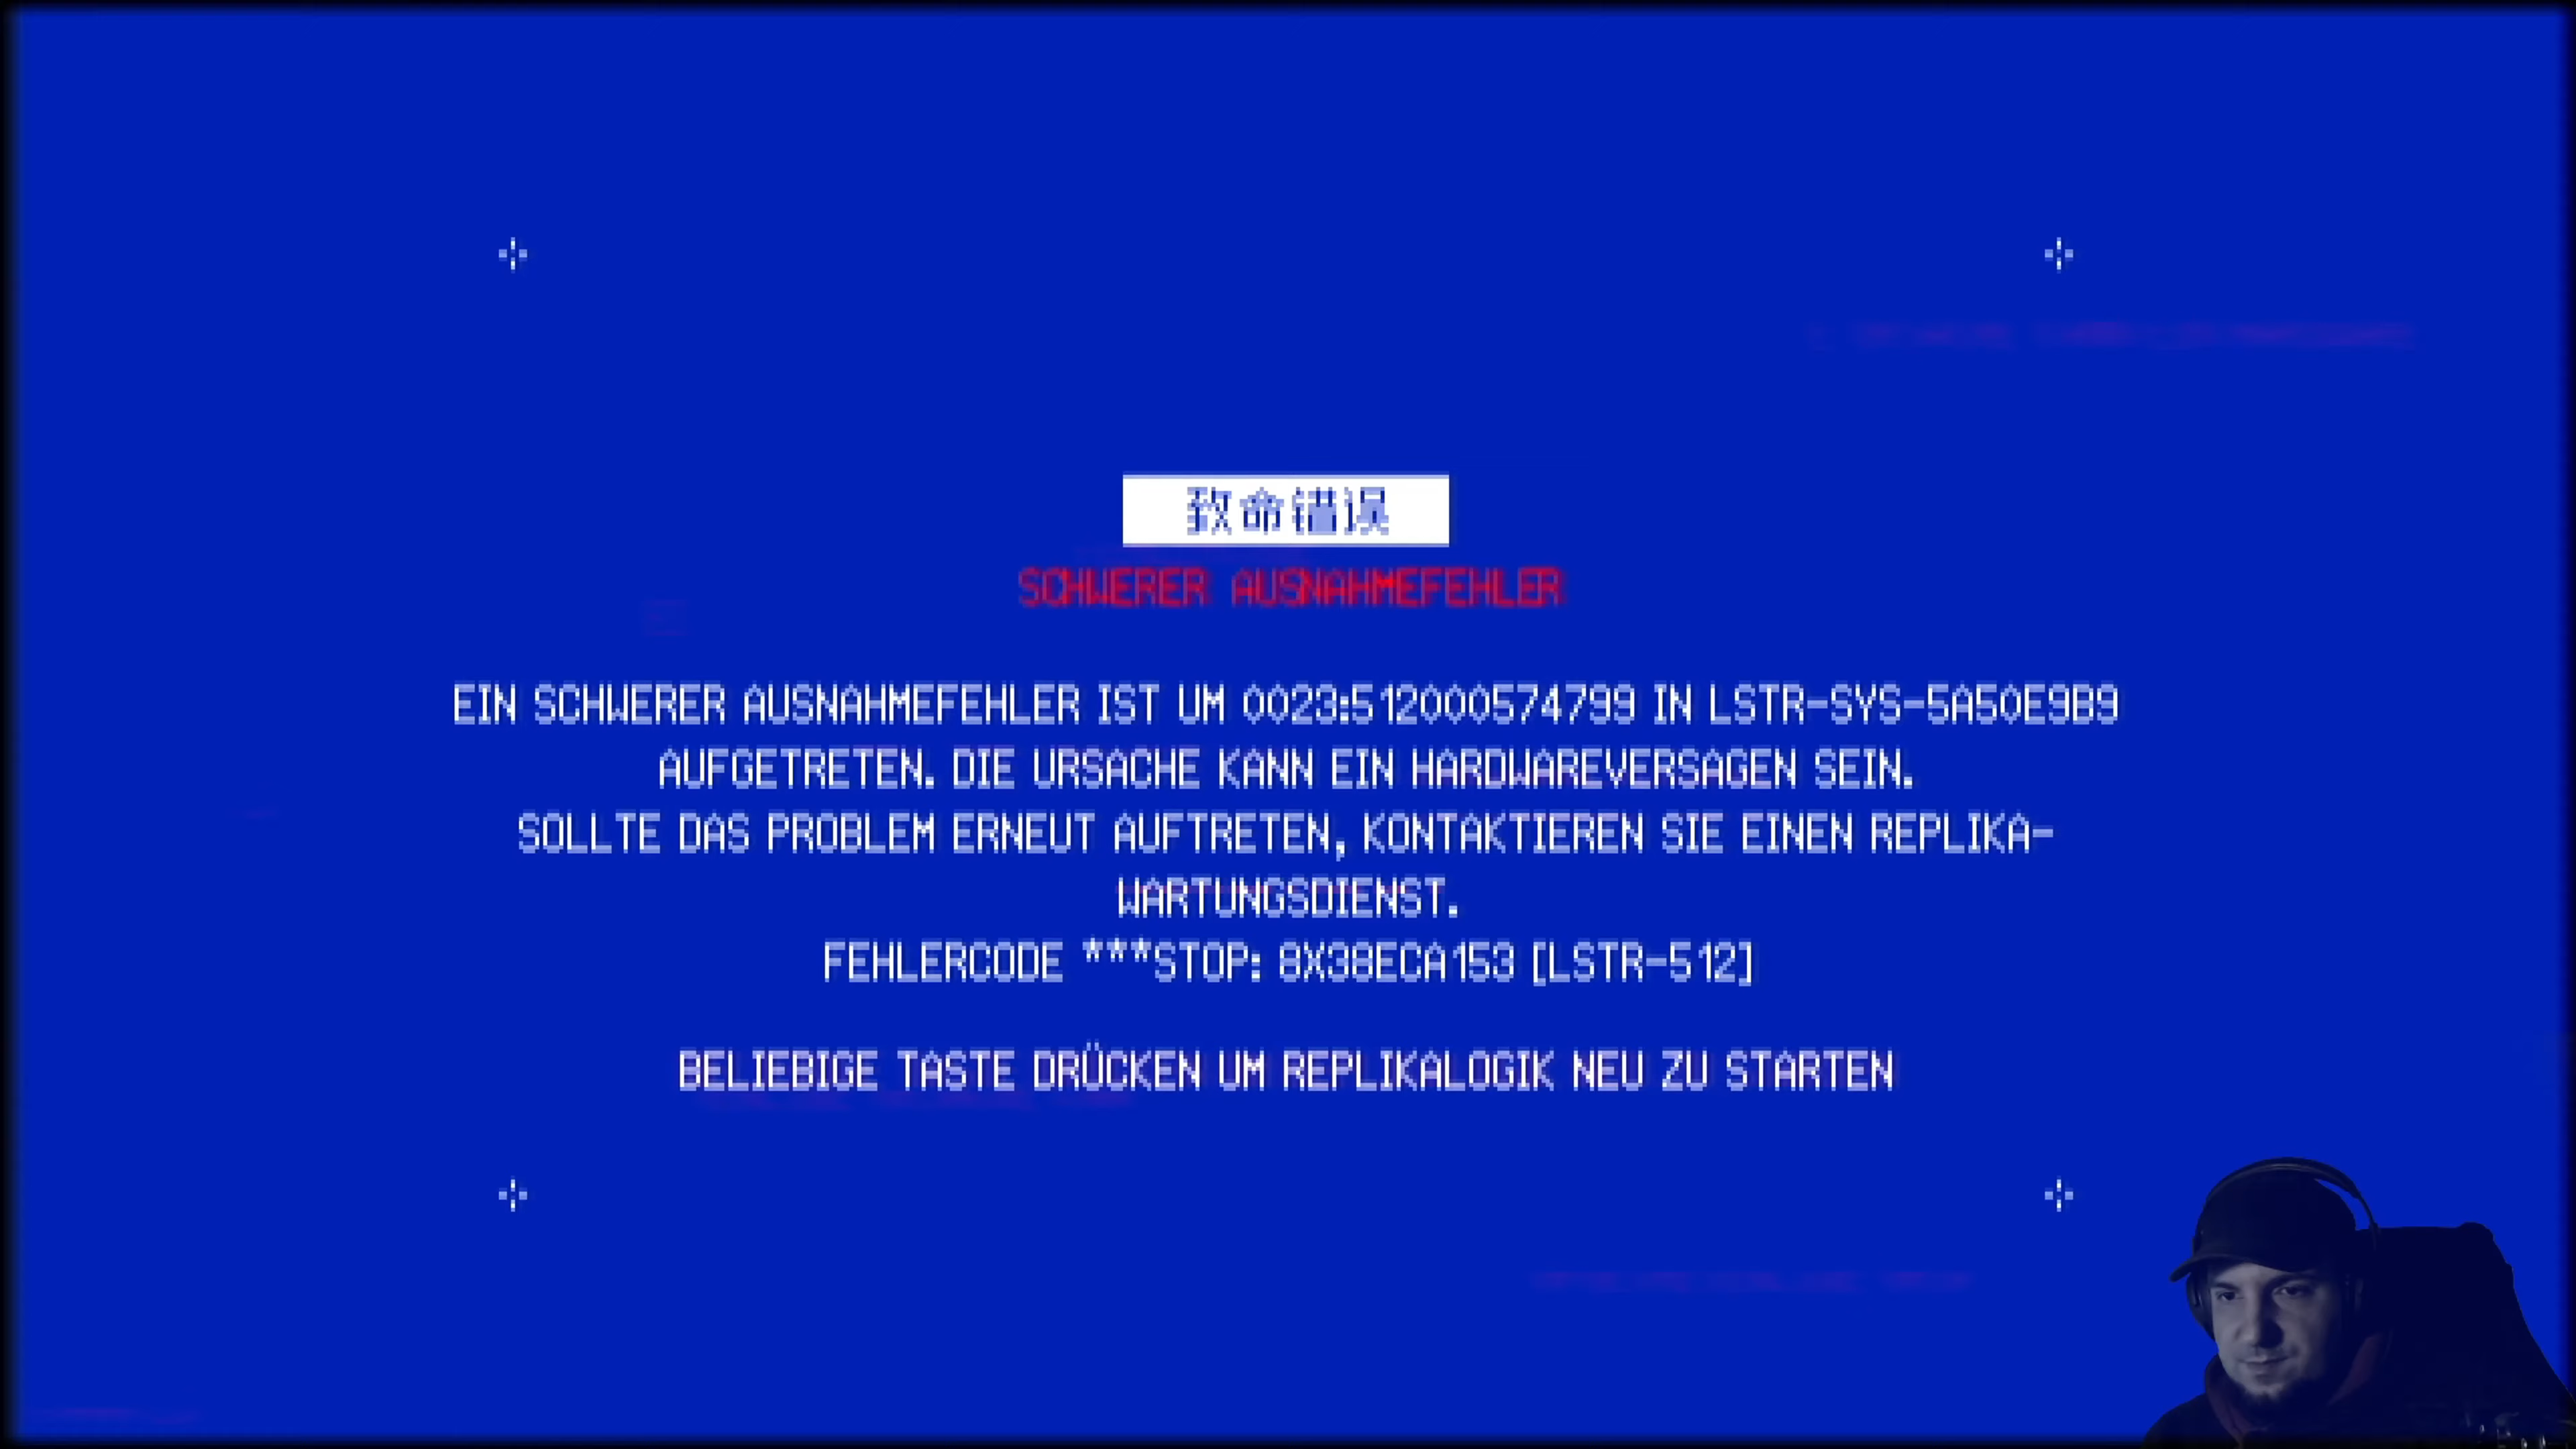 致命错误
SCHWERER AUSNAHMEFEHLER
EIN SCHWERER AUSNAHMEFEHLER IST UM 0023:512000574799 IN LSTR-SYS-5A50E9B9
AUFGETRETEN. DIE URSACHE KANN EIN HARDWAREVERSAGEN SEIN.
SOLLTE DAS PROBLEM ERNEUT AUFTRETEN, KONTAKTIEREN SIE EINEN REPLIKA-
WARTUNGSDIENST.
FEHLERCODE ***STOP: 8X38ECA153 [LSTR-512]
BELIEBIGE TASTE DRÜCKEN UM REPLIKALOGIK NEU ZU STARTEN